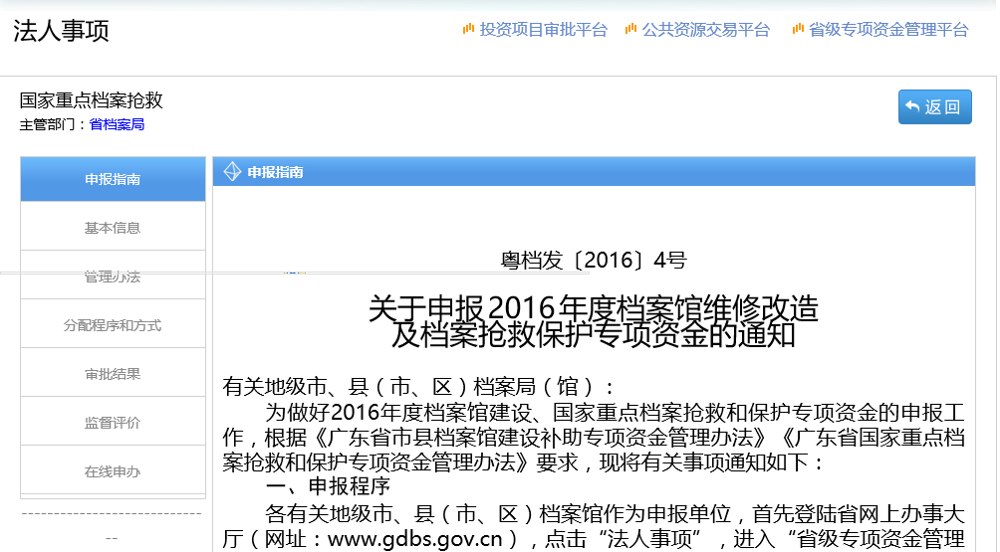 法人事项
投资项目审批平台 公共资源交易平台 省级专项资金管理平台
国家重点档案抢救
返回
主管部门：省档案局
申报指南
基本信息
管理办法
分配程序和方式
审批结果
监督评价
在线申办
----------------------------
--
申报指南
粤档发〔2016〕4号
关于申报2016年度档案馆维修改造
及档案抢救保护专项资金的通知
有关地级市、县（市、区）档案局（馆）：
为做好2016年度档案馆建设、国家重点档案抢救和保护专项资金的申报工
作，根据《广东省市县档案馆建设补助专项资金管理办法》《广东省国家重点档
案抢救和保护专项资金管理办法》要求，现将有关事项通知如下：
一、申报程序
各有关地级市、县（市、区）档案馆作为申报单位，首先登陆省网上办事大
厅（网址：www.gdbs.gov.cn），点击“法人事项”，进入“省级专项资金管理